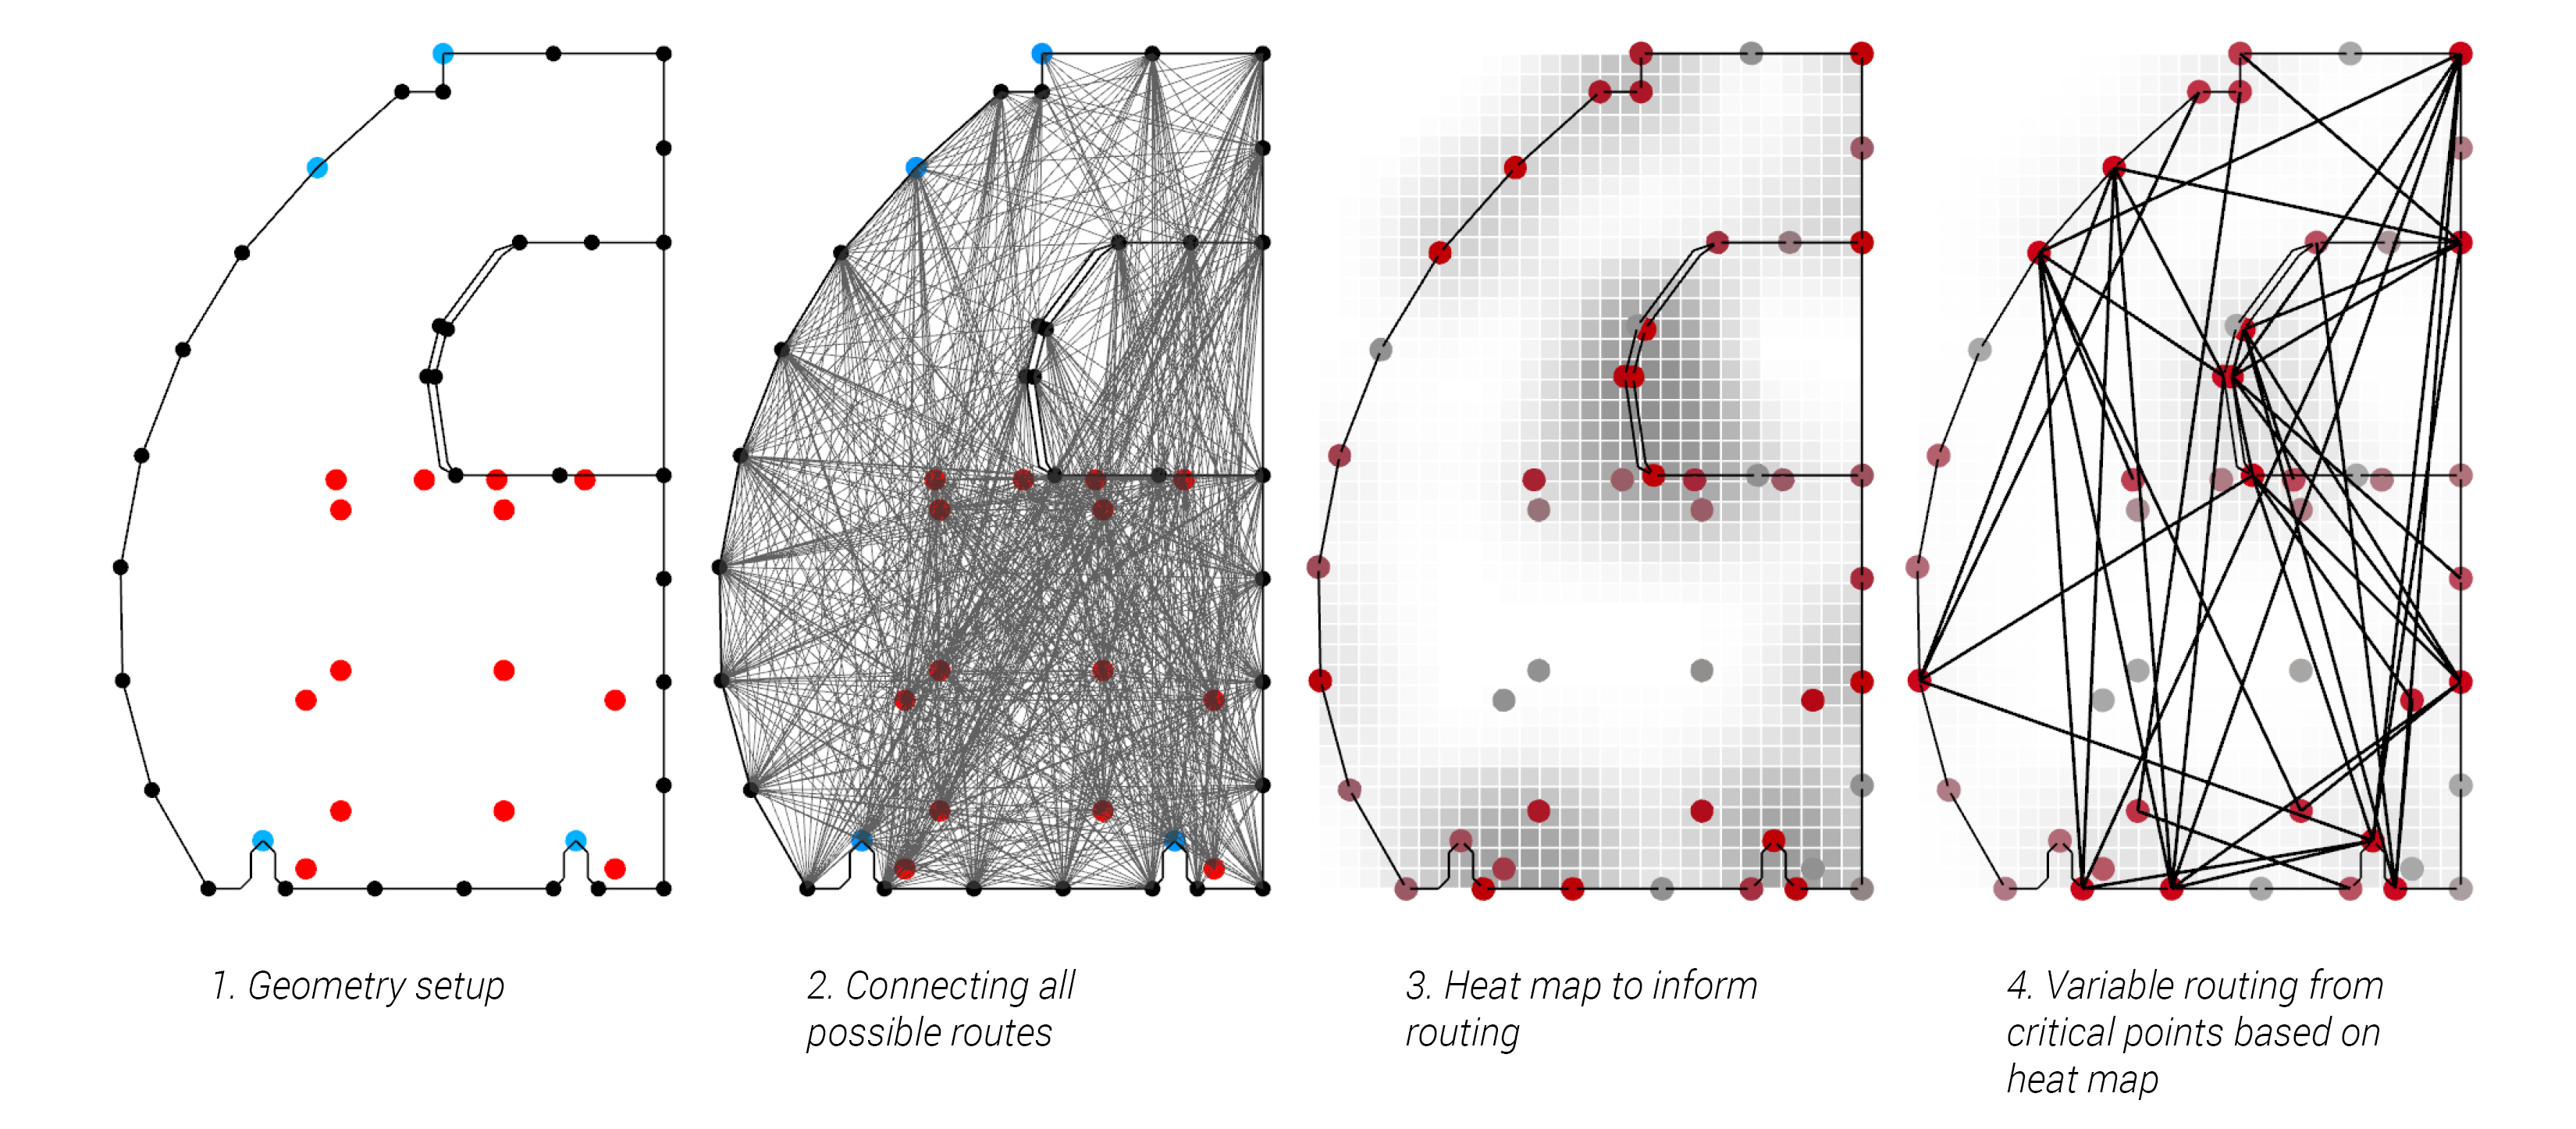 1. Geometry setup
2. Connecting all
possible routes
3. Heat map to inform
routing
4. Variable routing from
critical points based on
heat map